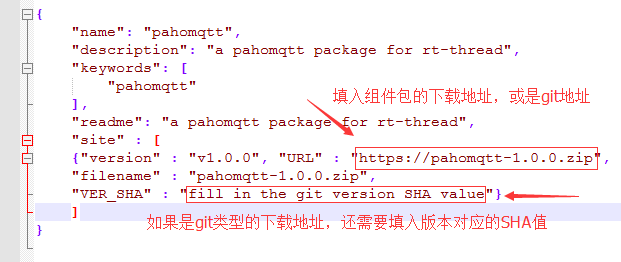 {
"name": "pahomqtt",
"description": "a pahomqtt package for rt-thread",
"keywords": [
"pahomqtt"
],
填入组件包的下载地址，或是git地址
"readme": "a pahomqtt package for rt-thread",
"site" : [
{"version" : "v1.0.0", "URL" : "https://pahomqtt-1.0.0.zip",
"filename" : "pahomqtt-1.0.0.zip",
"VER_SHA" : "fill in the git version SHA value"}
]
如果是git类型的下载地址，还需要填入版本对应的SHA值
}